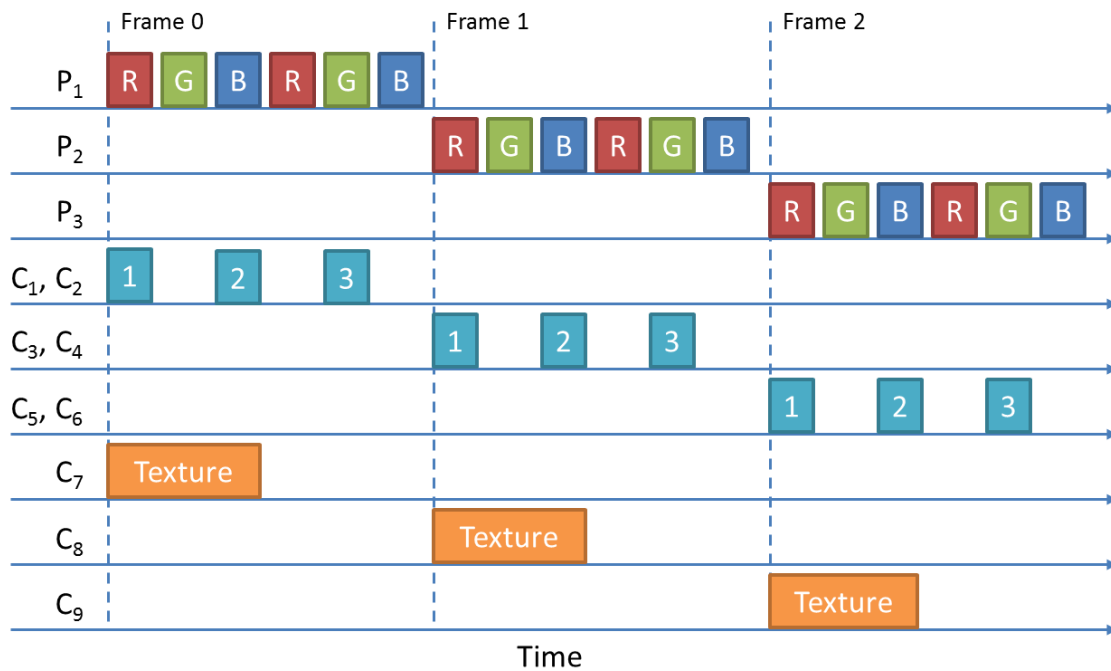 Frame 0 Frame 1 Frame 2
P₁ R G B R G B
P₂ R G B R G B
P₃ R G B R G B
C₁, C₂ 1 2 3
C₃, C₄ 1 2 3
C₅, C₆ 1 2 3
C₇ Texture
C₈ Texture
C₉ Texture
Time